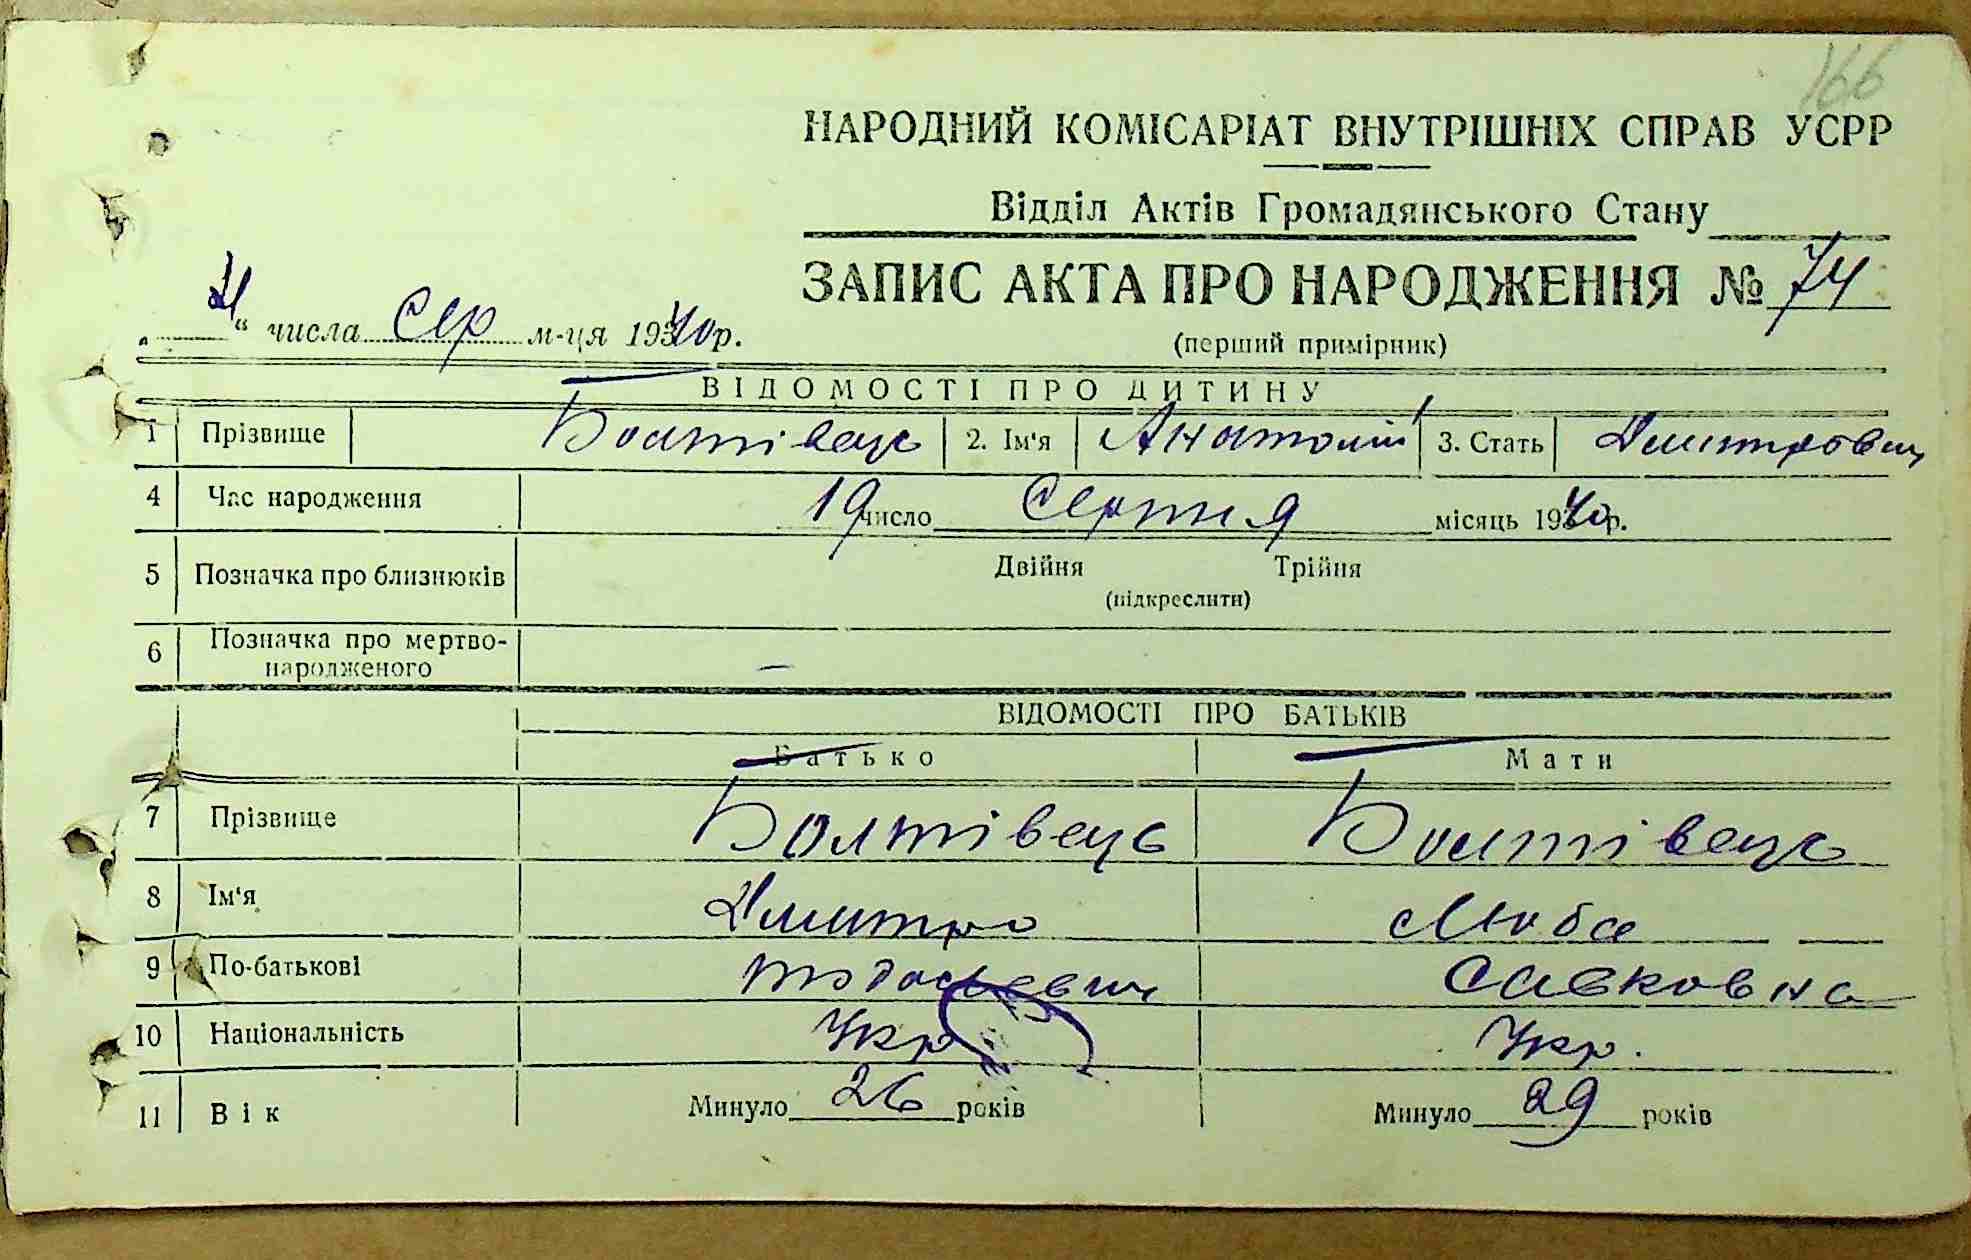 166
НАРОДНИЙ КОМІСАРІАТ ВНУТРІШНІХ СПРАВ УСРР
Відділ Актів Громадянського Стану
ЗАПИС АКТА ПРО НАРОДЖЕННЯ № 74
„ “ числа Сер м-ця 1940р.
(перший примірник)
ВІДОМОСТІ ПРО ДИТИНУ
1 Прізвище Болтівець 2. Ім'я Анатолій 3. Стать Дмитрович
4 Час народження 19 число Серпня місяць 1940р.
5 Позначка про близнюків Двійня Трійня
(підкреслити)
6 Позначка про мертво-
народженого —
ВІДОМОСТІ ПРО БАТЬКІВ
Батько Мати
7 Прізвище Болтівець Болтівець
8 Ім'я Дмитро Люба
9 По-батькові Тодосьевич Савковна
10 Національність Укр Укр.
11 Вік Минуло 26 років Минуло 29 років